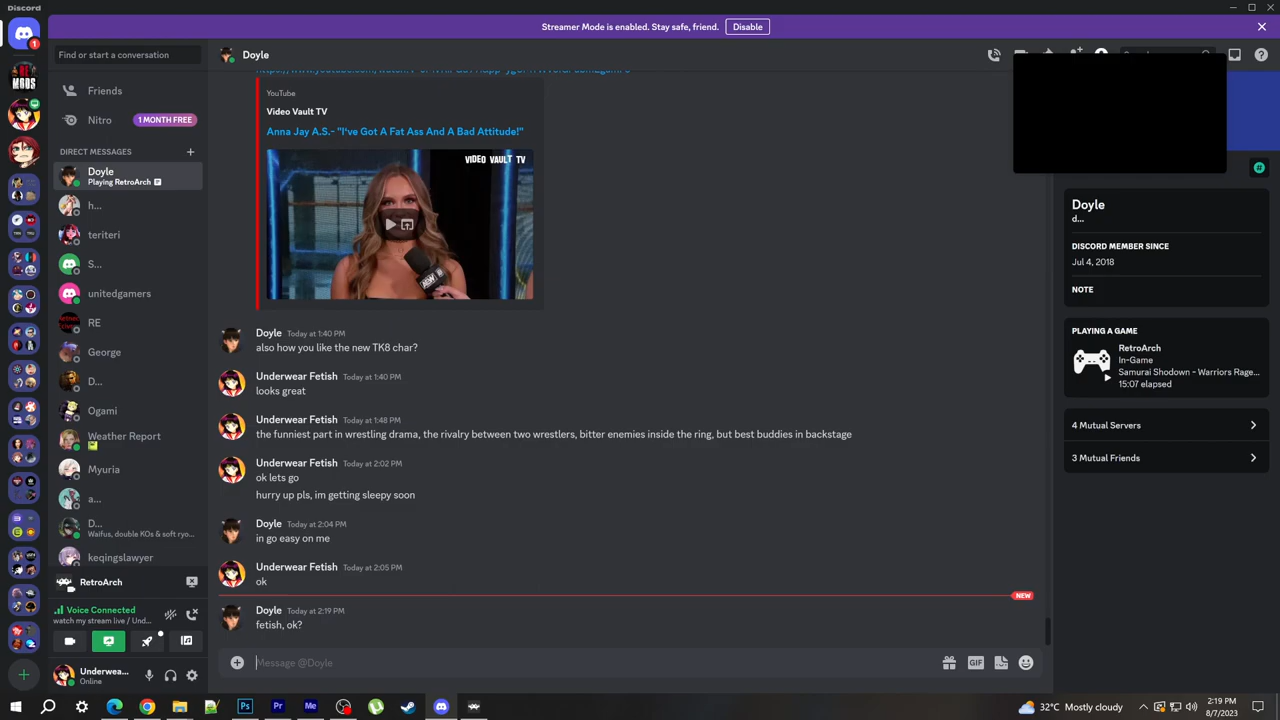 Discord
Streamer Mode is enabled. Stay safe, friend.
Disable
Find or start a conversation
Doyle
1
RE
MODS
Friends
Nitro
1 MONTH FREE
DIRECT MESSAGES
Doyle
Playing RetroArch
h...
teriteri
S...
unitedgamers
RE
George
D...
Ogami
Weather Report
Myuria
a...
D...
Waifus, double KOs & soft ryo...
keqingslawyer
RetroArch
Voice Connected
watch my stream live / Und...
Underwea...
Online
YouTube
Video Vault TV
Anna Jay A.S.- "I've Got A Fat Ass And A Bad Attitude!"
VIDEO VAULT TV
AEW
Doyle Today at 1:40 PM
also how you like the new TK8 char?
Underwear Fetish Today at 1:40 PM
looks great
Underwear Fetish Today at 1:48 PM
the funniest part in wrestling drama, the rivalry between two wrestlers, bitter enemies inside the ring, but best buddies in backstage
Underwear Fetish Today at 2:02 PM
ok lets go
hurry up pls, im getting sleepy soon
Doyle Today at 2:04 PM
in go easy on me
Underwear Fetish Today at 2:05 PM
ok
NEW
Doyle Today at 2:19 PM
fetish, ok?
Message @Doyle
GIF
Doyle
d...
DISCORD MEMBER SINCE
Jul 4, 2018
NOTE
PLAYING A GAME
RetroArch
In-Game
Samurai Shodown - Warriors Rage...
15:07 elapsed
4 Mutual Servers
3 Mutual Friends
Ps
Pr
Me
32°C Mostly cloudy
2:19 PM
8/7/2023